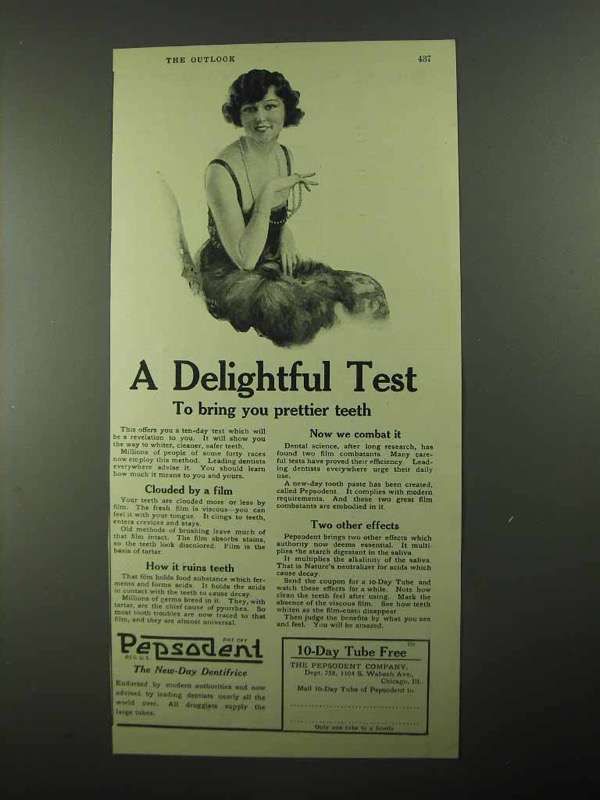 THE OUTLOOK
437
A Delightful Test
To bring you prettier teeth
This offers you a ten-day test which will
be a revelation to you. It will show you
the way to whiter, cleaner, safer teeth.
Millions of people of some forty races
now employ this method. Leading dentists
everywhere advise it. You should learn
how much it means to you and yours.
Clouded by a film
Your teeth are clouded more or less by
film. The fresh film is viscous—you can
feel it with your tongue. It clings to teeth,
enters crevices and stays.
Old methods of brushing leave much of
that film intact. The film absorbs stains,
so the teeth look discolored. Film is the
basis of tartar.
How it ruins teeth
That film holds food substance which fer-
ments and forms acids. It holds the acids
in contact with the teeth to cause decay.
Millions of germs breed in it. They, with
tartar, are the chief cause of pyorrhea. So
most tooth troubles are now traced to that
film, and they are almost universal.
Now we combat it
Dental science, after long research, has
found two film combatants. Many care-
ful tests have proved their efficiency. Lead-
ing dentists everywhere urge their daily
use.
A new-day tooth paste has been created,
called Pepsodent. It complies with modern
requirements. And these two great film
combatants are embodied in it.
Two other effects
Pepsodent brings two other effects which
authority now deems essential. It multi-
plies the starch digestant in the saliva.
It multiplies the alkalinity of the saliva.
That is Nature's neutralizer for acids which
cause decay.
Send the coupon for a 10-Day Tube and
watch these effects for a while. Note how
clean the teeth feel after using. Mark the
absence of the viscous film. See how teeth
whiten as the film-coats disappear.
Then judge the benefits by what you see
and feel. You will be amazed.
PAT. OFF.
Pepsodent
REG. U.S.
The New-Day Dentifrice
Endorsed by modern authorities and now
advised by leading dentists nearly all the
world over. All druggists supply the
large tubes.
10-Day Tube Free
THE PEPSODENT COMPANY,
Dept. 758, 1104 S. Wabash Ave.,
Chicago, Ill.
Mail 10-Day Tube of Pepsodent to
Only one tube to a family